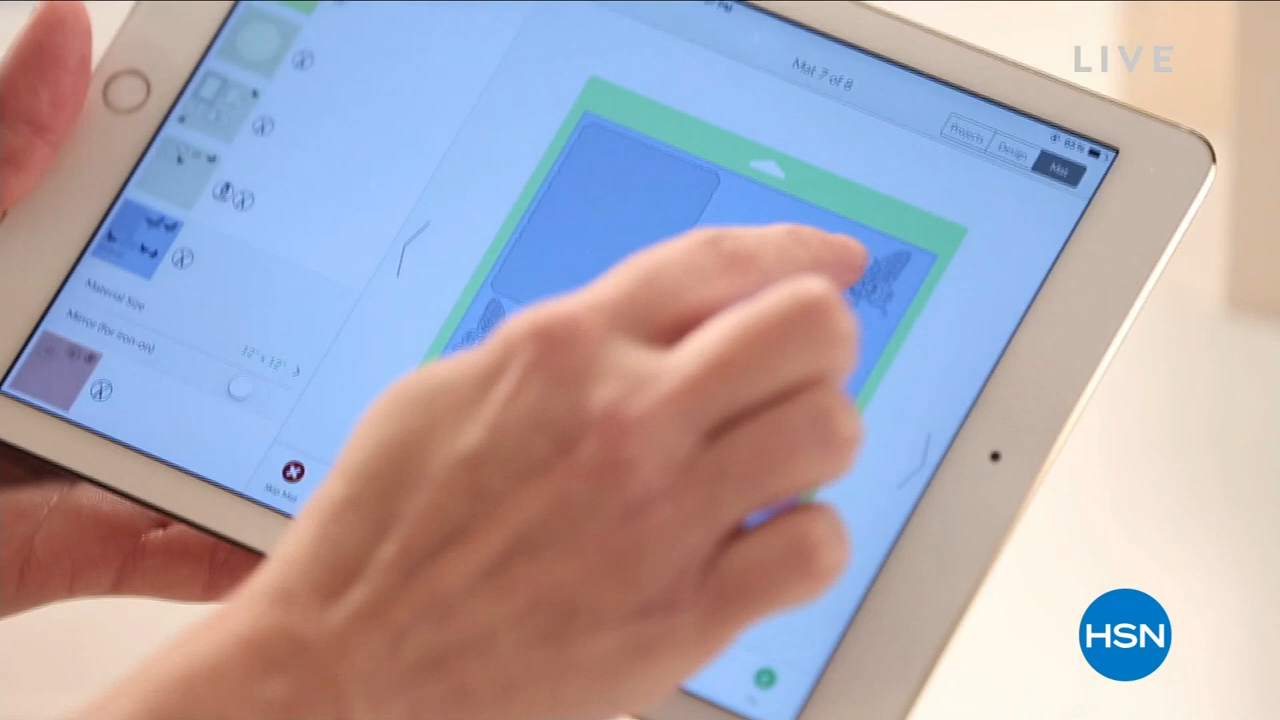 LIVE
Mat 7 of 8
Projects
Design
Mat
63%
Material Size
12" x 12"
Mirror (for iron-on)
Skip Mat
HSN